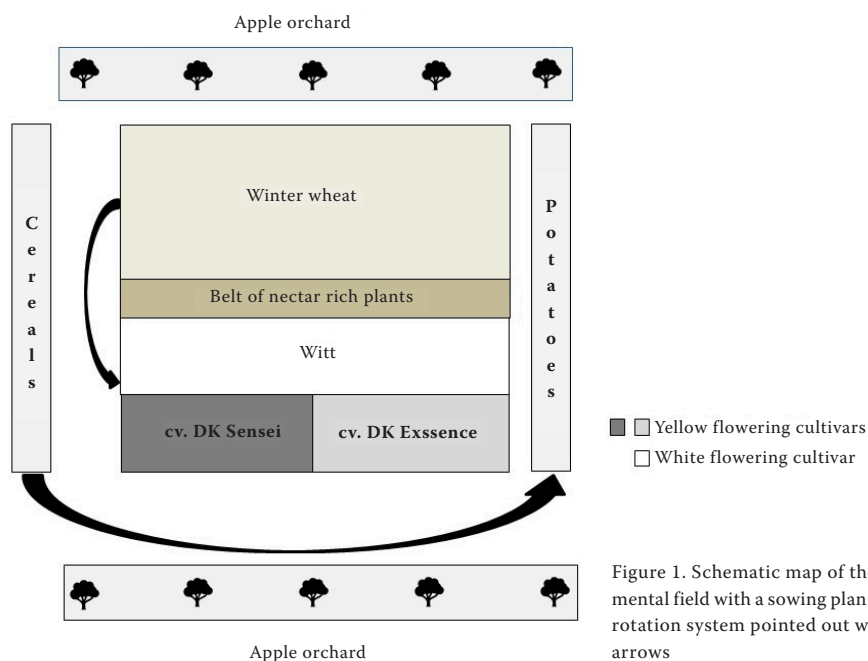 Apple orchard
Winter wheat
Cereals
Potatoes
Belt of nectar rich plants
Witt
cv. DK Sensei
cv. DK Exssence
Yellow flowering cultivars
White flowering cultivar
Figure 1. Schematic map of th
mental field with a sowing plan
rotation system pointed out w
arrows
Apple orchard